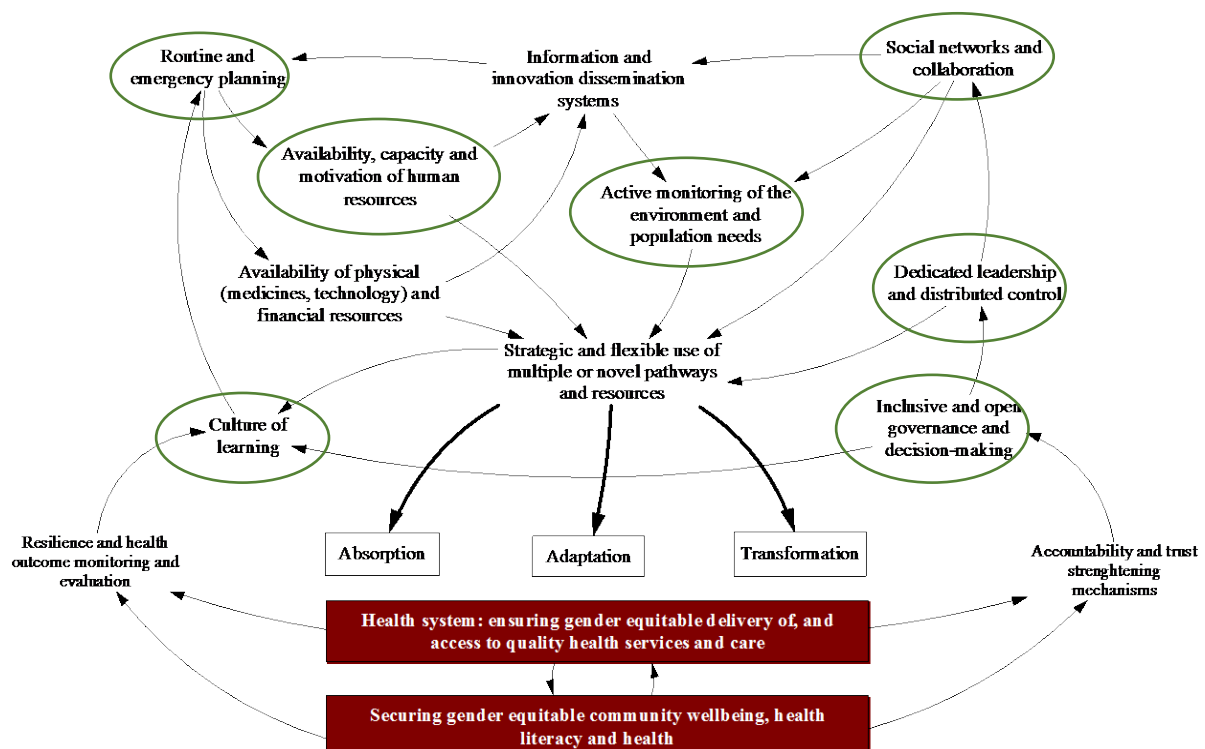 Routine and
emergency planning
Information and
innovation dissemination
systems
Social networks and
collaboration
Availability, capacity and
motivation of human
resources
Active monitoring of the
environment and
population needs
Availability of physical
(medicines, technology) and
financial resources
Dedicated leadership
and distributed control
Strategic and flexible use of
multiple or novel pathways
and resources
Culture of
learning
Inclusive and open
governance and
decision-making
Resilience and health
outcome monitoring and
evaluation
Absorption
Adaptation
Transformation
Accountability and trust
strenghtening
mechanisms
Health system: ensuring gender equitable delivery of, and
access to quality health services and care
Securing gender equitable community wellbeing, health
literacy and health